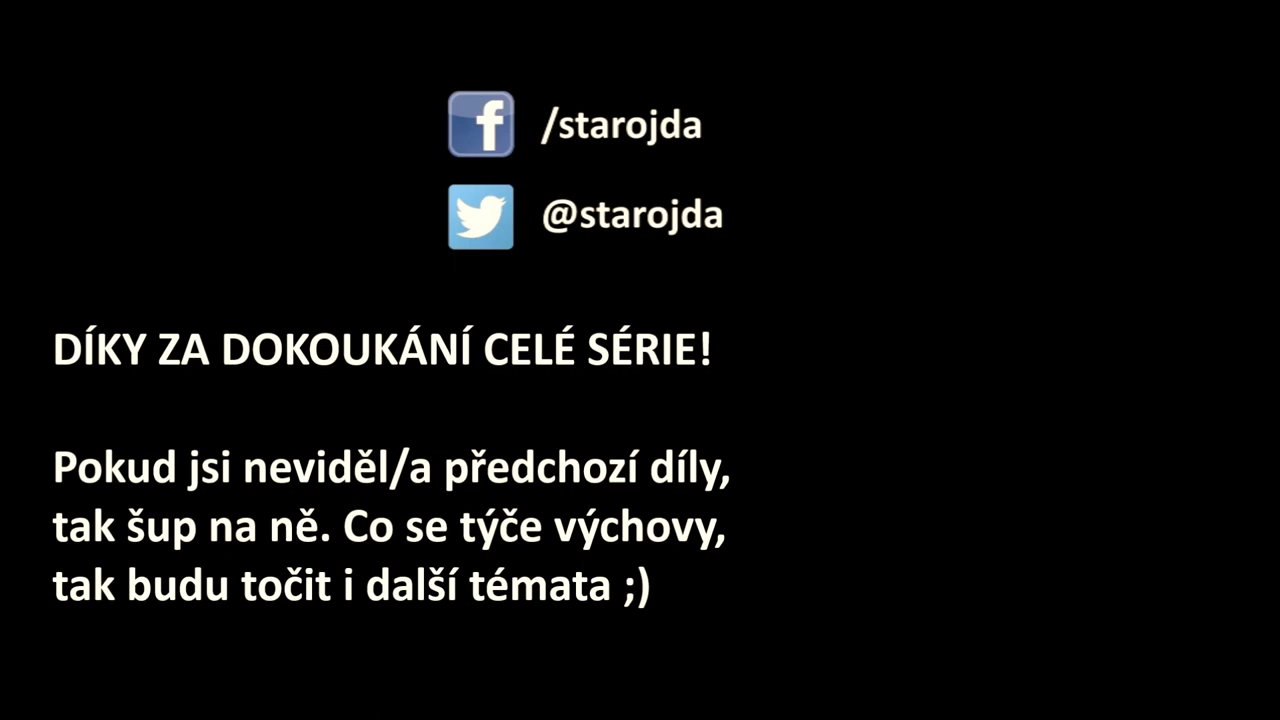 /starojda
@starojda
DÍKY ZA DOKOUKÁNÍ CELÉ SÉRIE!
Pokud jsi neviděl/a předchozí díly,
tak šup na ně. Co se týče výchovy,
tak budu točit i další témata ;)